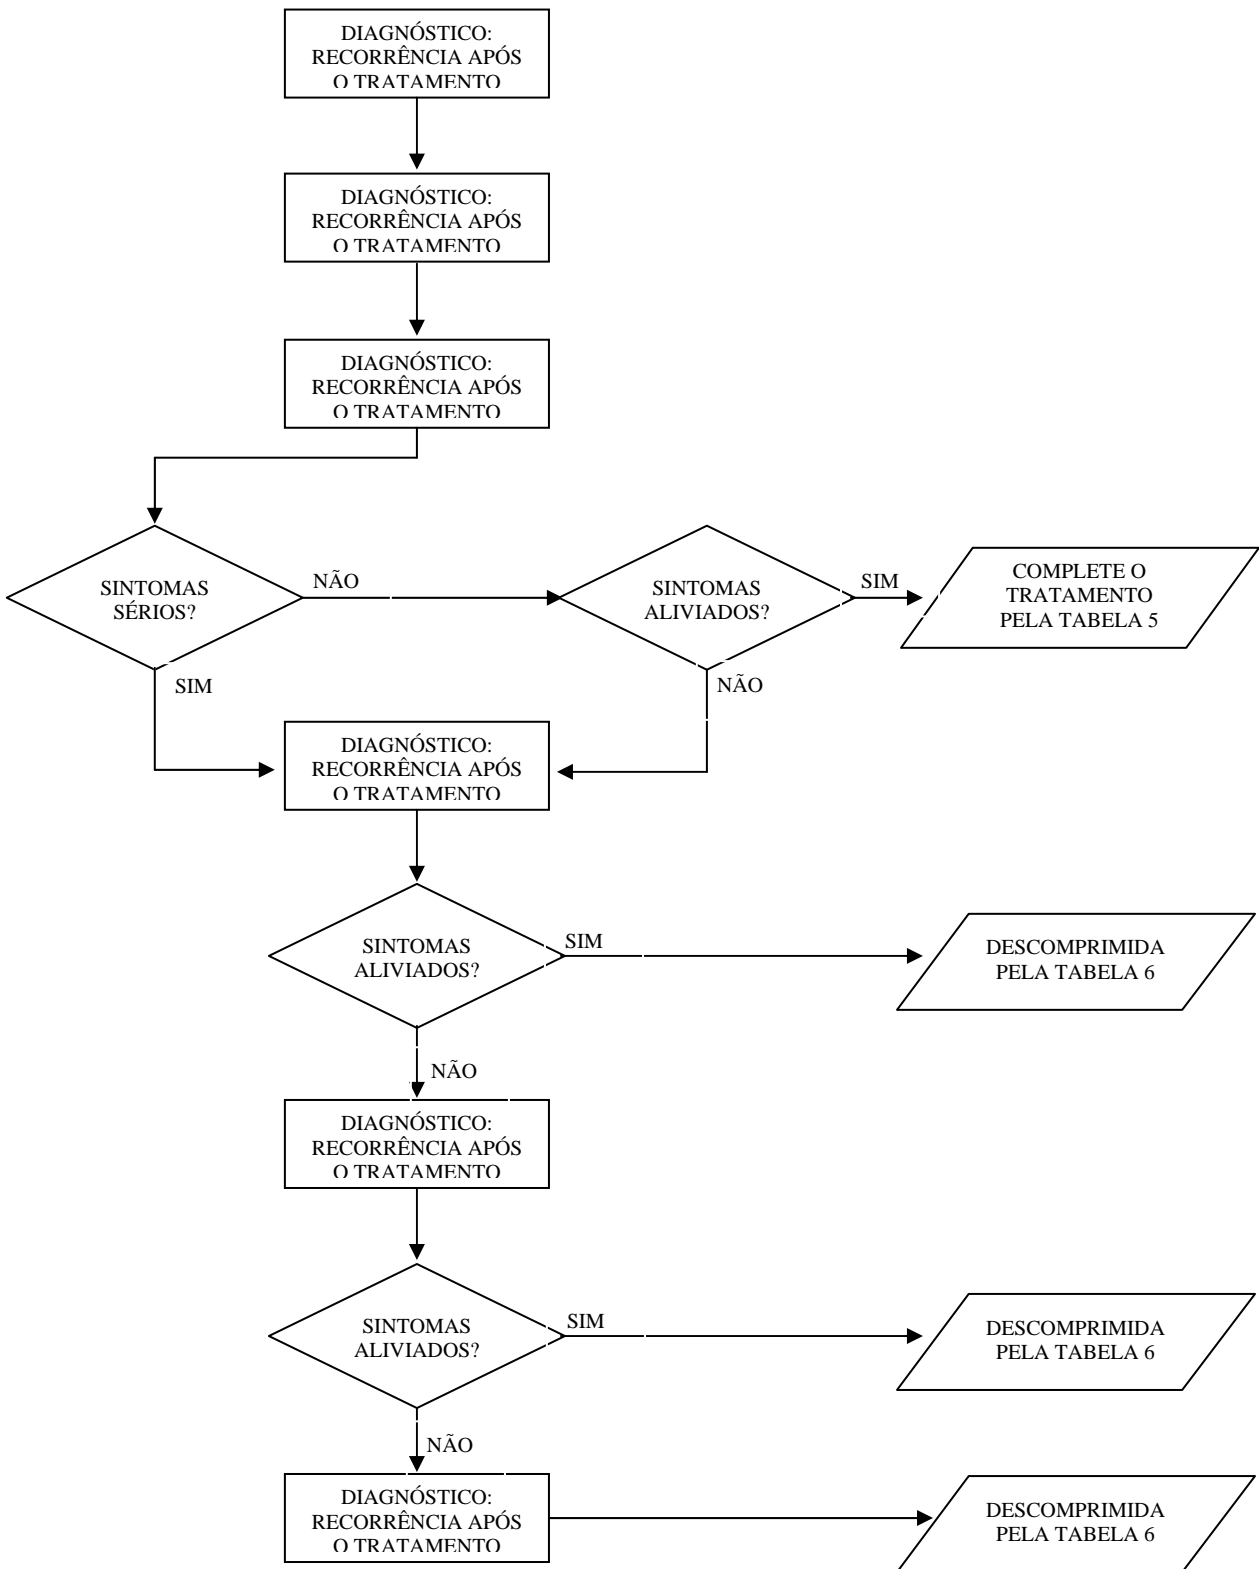 DIAGNÓSTICO:
RECORRÊNCIA APÓS
O TRATAMENTO
DIAGNÓSTICO:
RECORRÊNCIA APÓS
O TRATAMENTO
DIAGNÓSTICO:
RECORRÊNCIA APÓS
O TRATAMENTO
SINTOMAS
SÉRIOS?
NÃO
SINTOMAS
ALIVIADOS?
SIM
COMPLETE O
TRATAMENTO
PELA TABELA 5
SIM
NÃO
DIAGNÓSTICO:
RECORRÊNCIA APÓS
O TRATAMENTO
SINTOMAS
ALIVIADOS?
SIM
DESCOMPRIMIDA
PELA TABELA 6
NÃO
DIAGNÓSTICO:
RECORRÊNCIA APÓS
O TRATAMENTO
SINTOMAS
ALIVIADOS?
SIM
DESCOMPRIMIDA
PELA TABELA 6
NÃO
DIAGNÓSTICO:
RECORRÊNCIA APÓS
O TRATAMENTO
DESCOMPRIMIDA
PELA TABELA 6